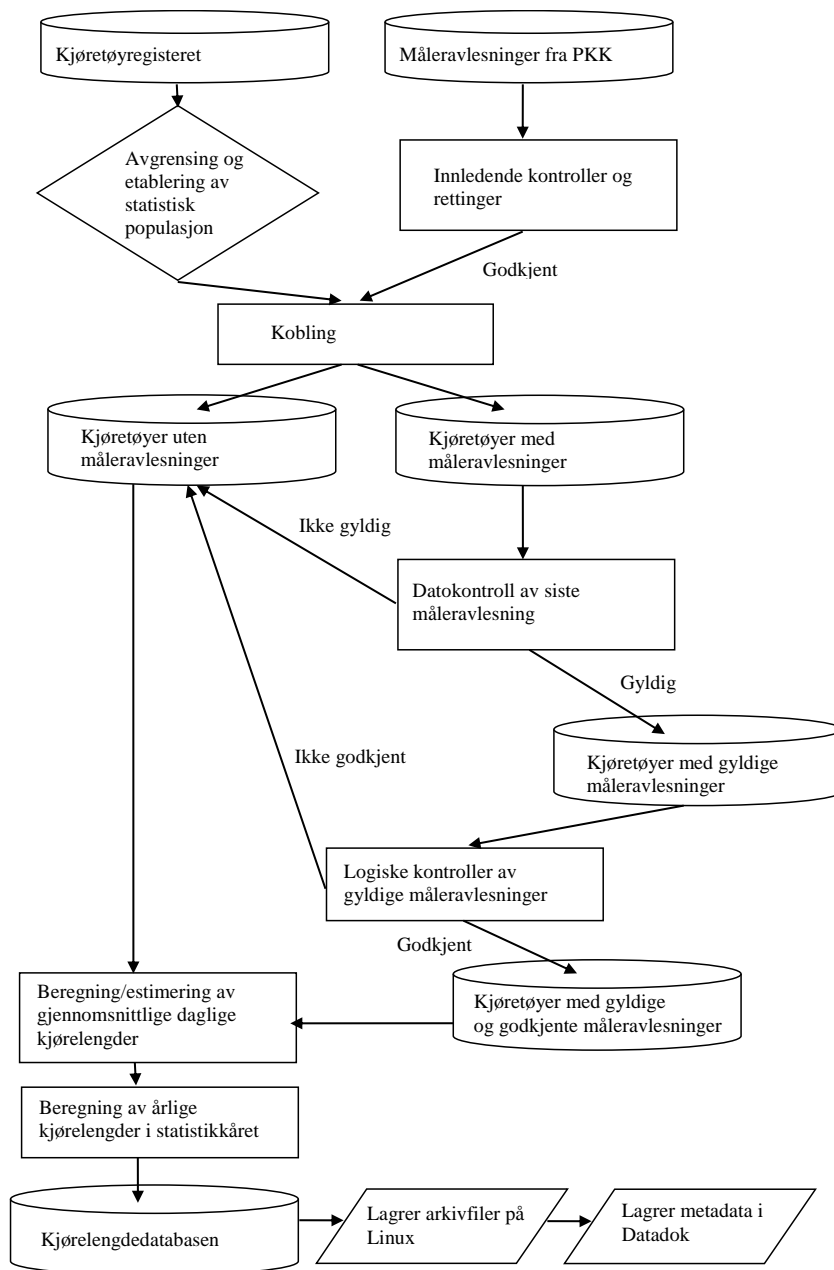 Kjøretøyregisteret
Måleravlesninger fra PKK
Avgrensing og
etablering av
statistisk
populasjon
Innledende kontroller og
rettinger
Godkjent
Kobling
Kjøretøyer uten
måleravlesninger
Kjøretøyer med
måleravlesninger
Ikke gyldig
Datokontroll av siste
måleravlesning
Gyldig
Ikke godkjent
Kjøretøyer med gyldige
måleravlesninger
Logiske kontroller av
gyldige måleravlesninger
Godkjent
Beregning/estimering av
gjennomsnittlige daglige
kjørelengder
Kjøretøyer med gyldige
og godkjente måleravlesninger
Beregning av årlige
kjørelengder i statistikkåret
Kjørelengdedatabasen
Lagrer arkivfiler på
Linux
Lagrer metadata i
Datadok